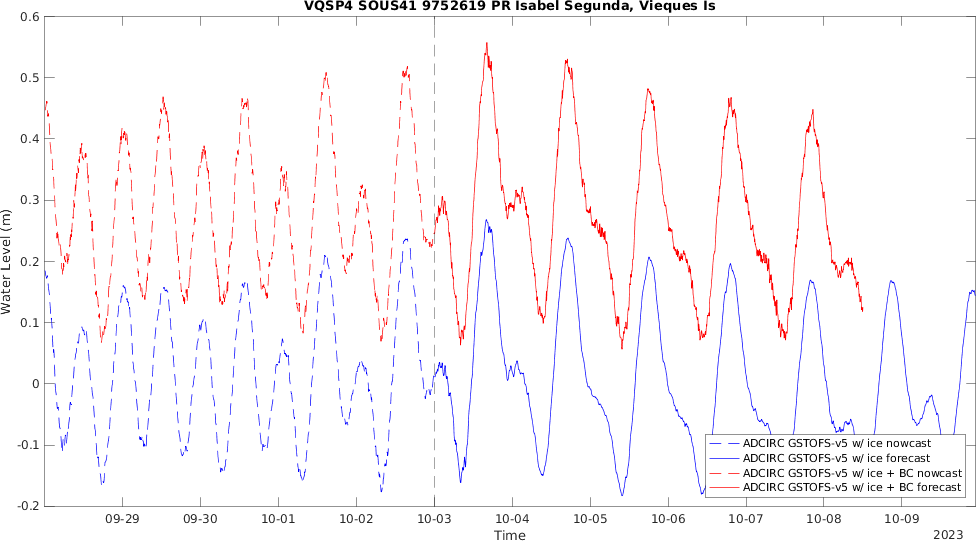 VQSP4 SOUS41 9752619 PR Isabel Segunda, Vieques Is
0.6
0.5
0.4
0.3
0.2
0.1
0
-0.1
-0.2
Water Level (m)
ADCIRC GSTOFS-v5 w/ ice nowcast
ADCIRC GSTOFS-v5 w/ ice forecast
ADCIRC GSTOFS-v5 w/ ice + BC nowcast
ADCIRC GSTOFS-v5 w/ ice + BC forecast
09-29 09-30 10-01 10-02 10-03 10-04 10-05 10-06 10-07 10-08 10-09
Time
2023